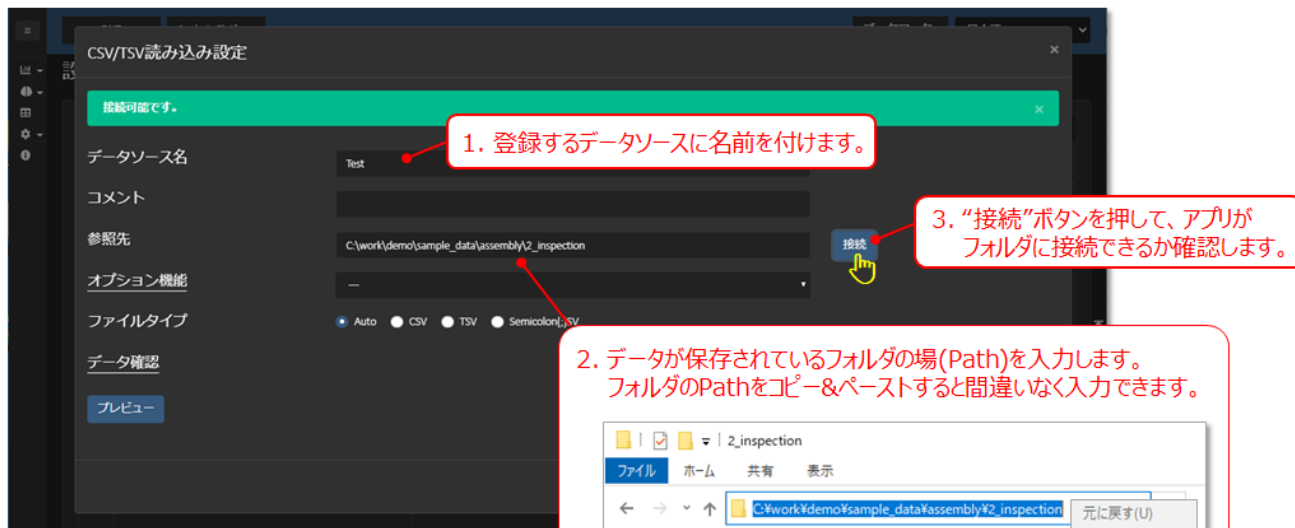 CSV/TSV読み込み設定
×
接続可能です。
×
データソース名
Test
1. 登録するデータソースに名前を付けます。
コメント
参照先
C:\work\demo\sample_data\assembly\2_inspection
接続
3. “接続”ボタンを押して、アプリが
フォルダに接続できるか確認します。
オプション機能
---
ファイルタイプ
Auto CSV TSV Semicolon(;)SV
データ確認
プレビュー
2. データが保存されているフォルダの場(Path)を入力します。
フォルダのPathをコピー&ペーストすると間違いなく入力できます。
2_inspection
ファイル ホーム 共有 表示
C:¥work¥demo¥sample_data¥assembly¥2_inspection
元に戻す(U)